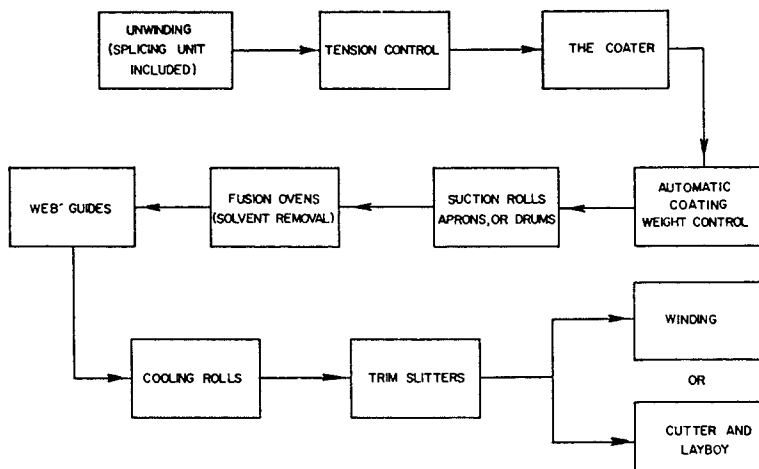 UNWINDING
(SPLICING UNIT
INCLUDED)
TENSION CONTROL
THE COATER
AUTOMATIC
COATING
WEIGHT CONTROL
SUCTION ROLLS
APRONS, OR DRUMS
FUSION OVENS
(SOLVENT REMOVAL)
WEB GUIDES
COOLING ROLLS
TRIM SLITTERS
WINDING
OR
CUTTER AND
LAYBOY